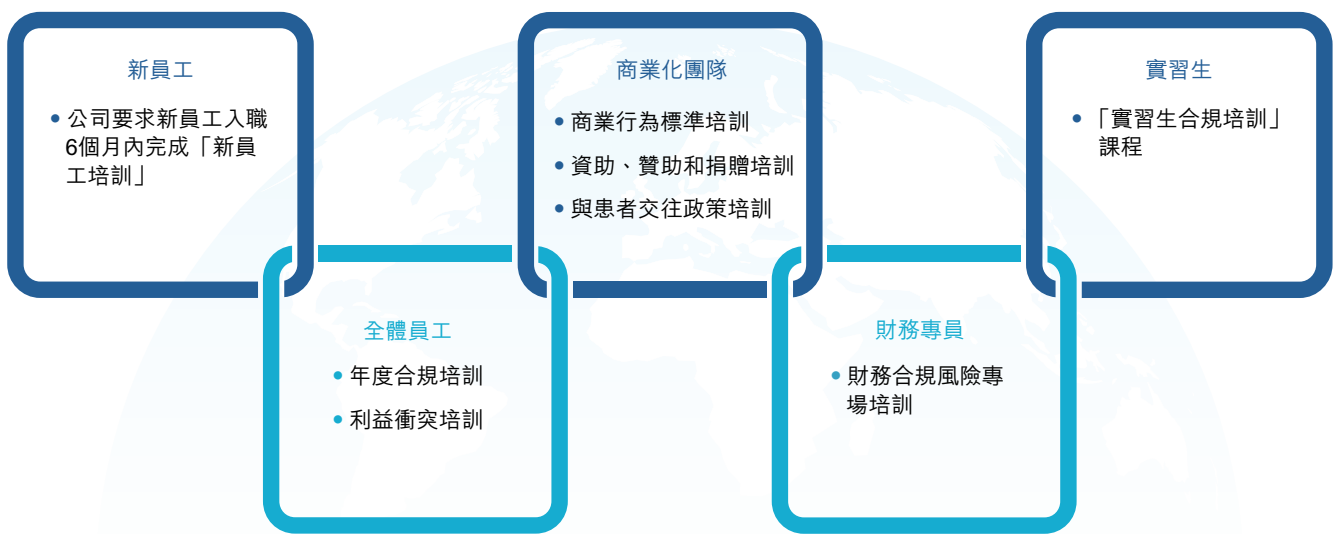 新員工
• 公司要求新員工入職
6個月內完成「新員
工培訓」
全體員工
• 年度合規培訓
• 利益衝突培訓
商業化團隊
• 商業行為標準培訓
• 資助、贊助和捐贈培訓
• 與患者交往政策培訓
財務專員
• 財務合規風險專
場培訓
實習生
• 「實習生合規培訓」
課程